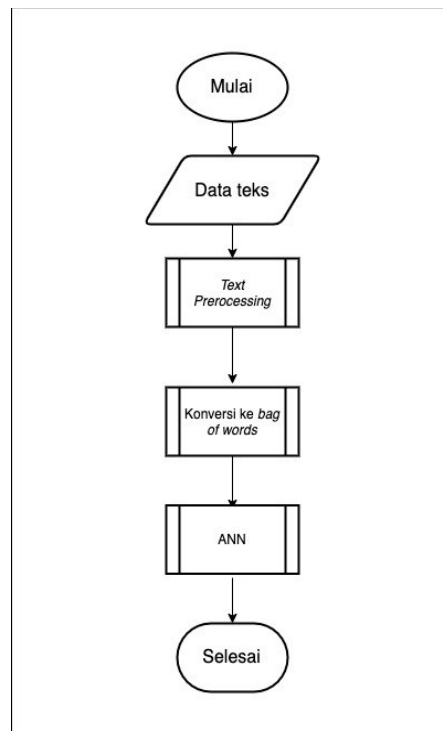 Mulai
Data teks
Text
Prerocessing
Konversi ke bag
of words
ANN
Selesai